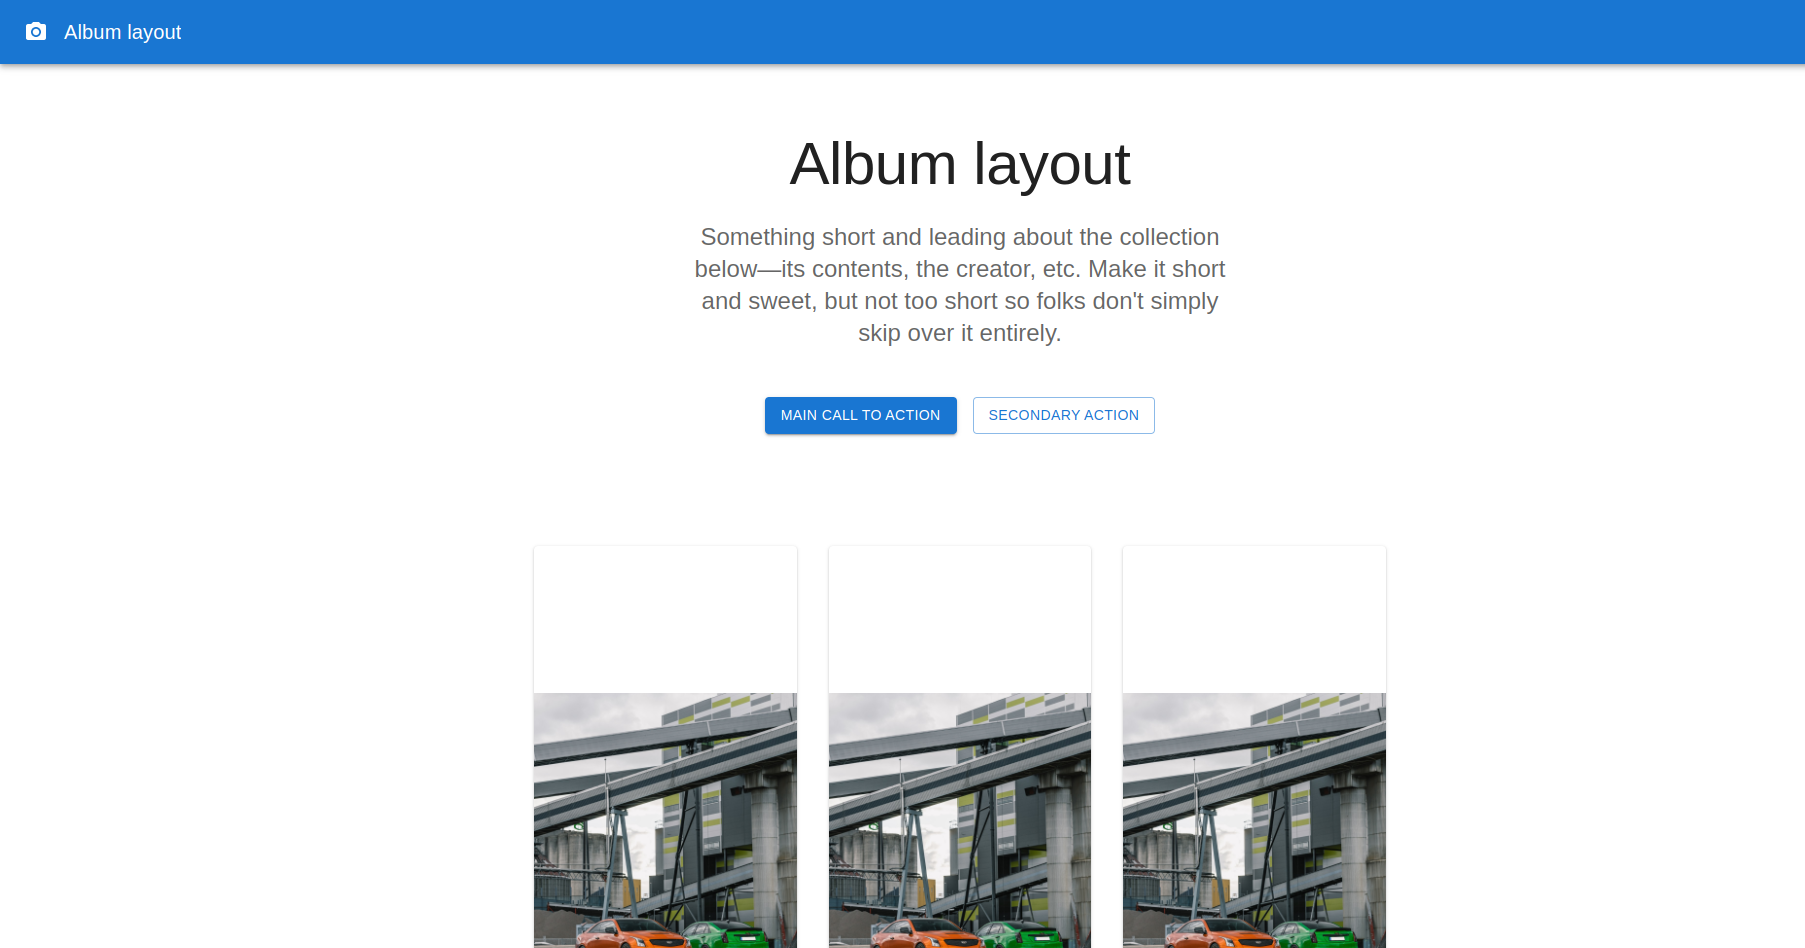 Album layout
Album layout
Something short and leading about the collection
below—its contents, the creator, etc. Make it short
and sweet, but not too short so folks don't simply
skip over it entirely.
MAIN CALL TO ACTION
SECONDARY ACTION